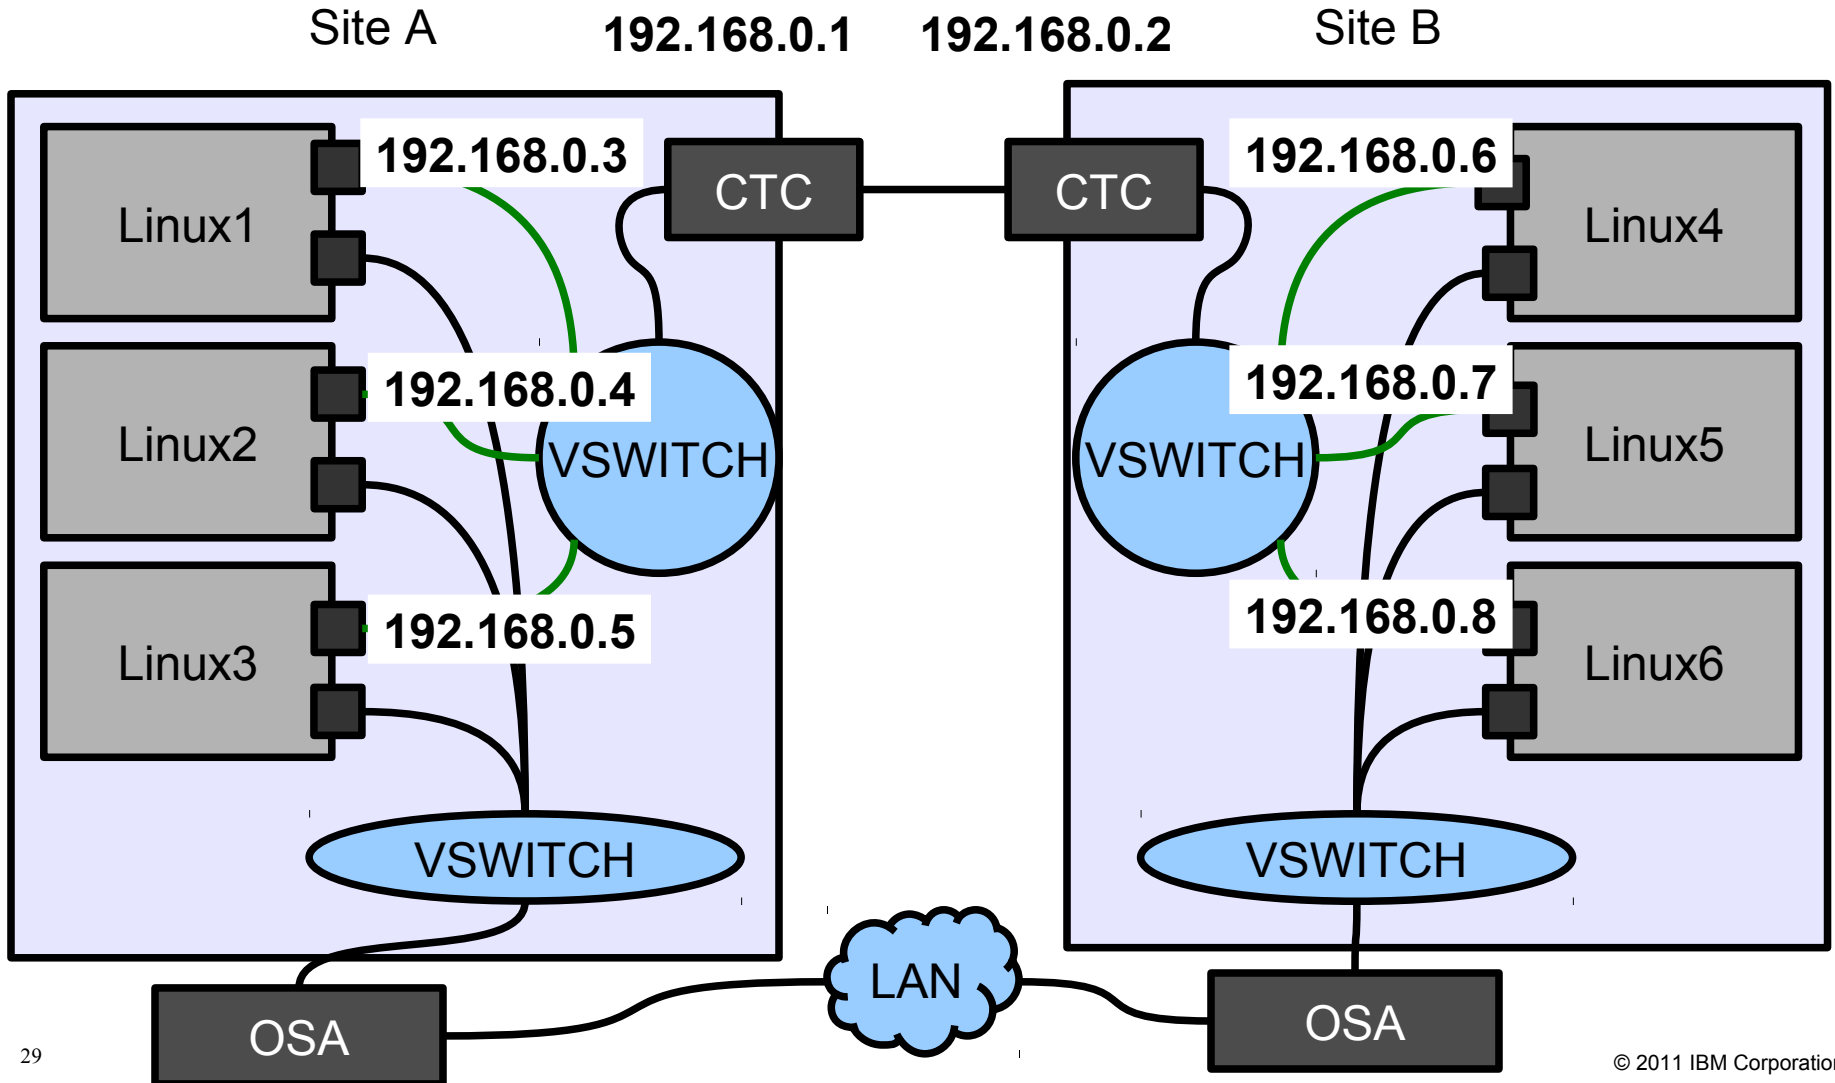 Site A
192.168.0.1
192.168.0.2
Site B
192.168.0.3
CTC
CTC
192.168.0.6
Linux1
Linux4
192.168.0.4
192.168.0.7
Linux2
VSWITCH
VSWITCH
Linux5
192.168.0.5
192.168.0.8
Linux3
Linux6
VSWITCH
VSWITCH
LAN
OSA
OSA
29
© 2011 IBM Corporation